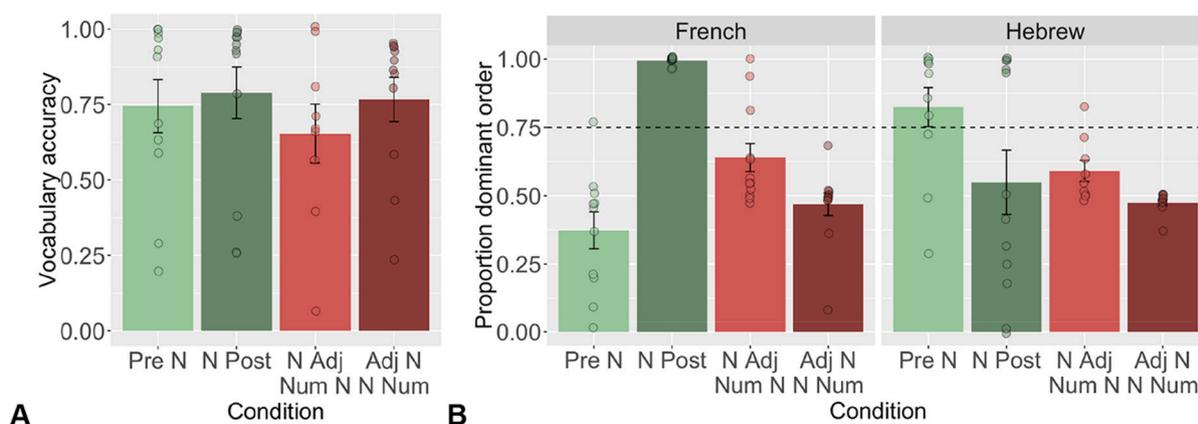 Vocabulary accuracy
1.00
0.75
0.50
0.25
0.00
Pre N
N Post
N Adj
Num N
Adj N
N Num
Condition
A
Proportion dominant order
French
Hebrew
1.00
0.75
0.50
0.25
0.00
Pre N
N Post
N Adj
Num N
Adj N
N Num
Pre N
N Post
N Adj
Num N
Adj N
N Num
Condition
B